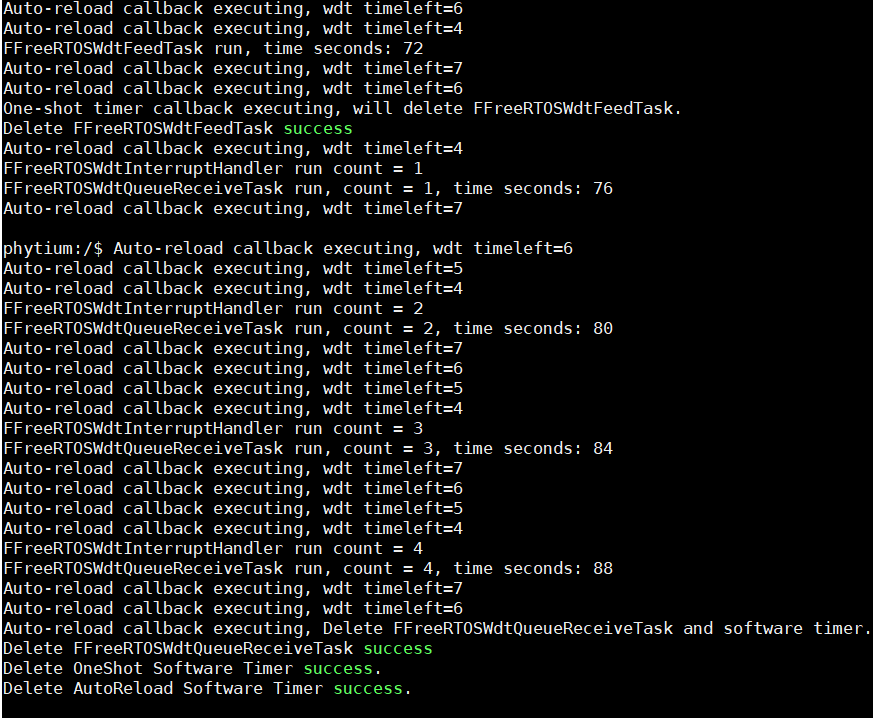 Auto-reload callback executing, wdt timeleft=6
Auto-reload callback executing, wdt timeleft=4
FFreeRTOSWdtFeedTask run, time seconds: 72
Auto-reload callback executing, wdt timeleft=7
Auto-reload callback executing, wdt timeleft=6
One-shot timer callback executing, will delete FFreeRTOSWdtFeedTask.
Delete FFreeRTOSWdtFeedTask success
Auto-reload callback executing, wdt timeleft=4
FFreeRTOSWdtInterruptHandler run count = 1
FFreeRTOSWdtQueueReceiveTask run, count = 1, time seconds: 76
Auto-reload callback executing, wdt timeleft=7
phytium:/$ Auto-reload callback executing, wdt timeleft=6
Auto-reload callback executing, wdt timeleft=5
Auto-reload callback executing, wdt timeleft=4
FFreeRTOSWdtInterruptHandler run count = 2
FFreeRTOSWdtQueueReceiveTask run, count = 2, time seconds: 80
Auto-reload callback executing, wdt timeleft=7
Auto-reload callback executing, wdt timeleft=6
Auto-reload callback executing, wdt timeleft=5
Auto-reload callback executing, wdt timeleft=4
FFreeRTOSWdtInterruptHandler run count = 3
FFreeRTOSWdtQueueReceiveTask run, count = 3, time seconds: 84
Auto-reload callback executing, wdt timeleft=7
Auto-reload callback executing, wdt timeleft=6
Auto-reload callback executing, wdt timeleft=5
Auto-reload callback executing, wdt timeleft=4
FFreeRTOSWdtInterruptHandler run count = 4
FFreeRTOSWdtQueueReceiveTask run, count = 4, time seconds: 88
Auto-reload callback executing, wdt timeleft=7
Auto-reload callback executing, wdt timeleft=6
Auto-reload callback executing, Delete FFreeRTOSWdtQueueReceiveTask and software timer.
Delete FFreeRTOSWdtQueueReceiveTask success
Delete OneShot Software Timer success.
Delete AutoReload Software Timer success.